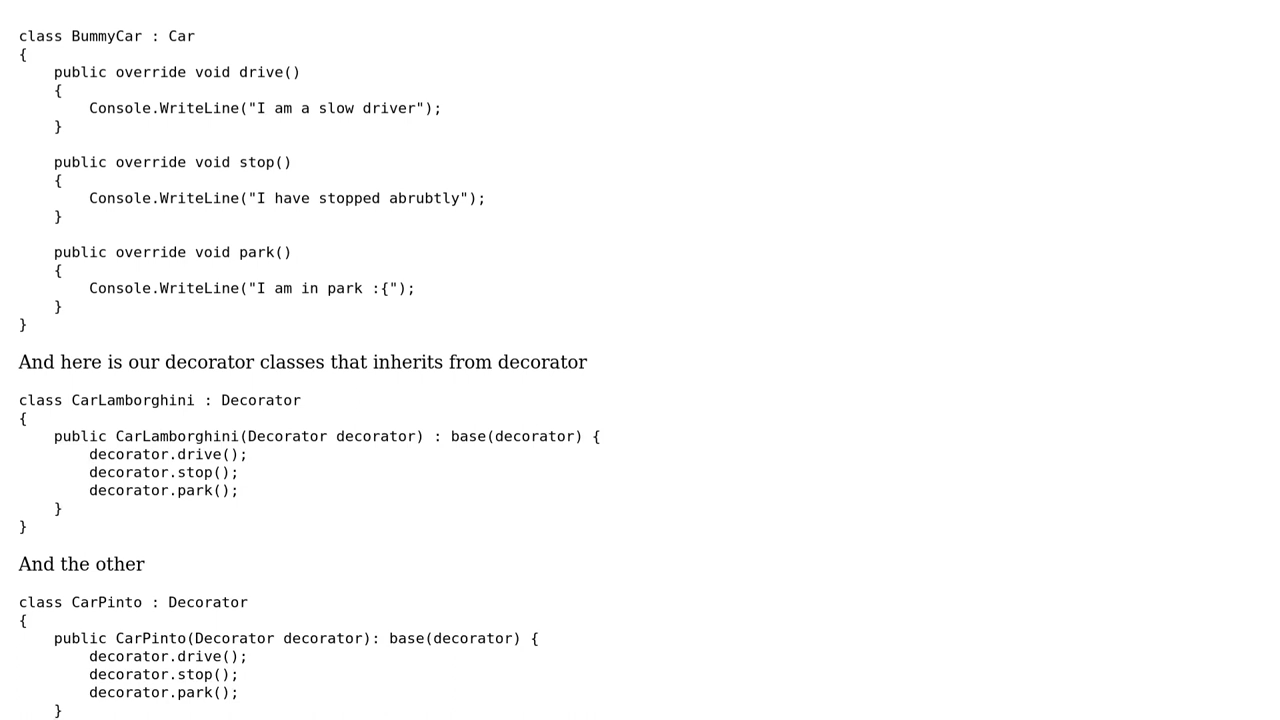 class BummyCar : Car
{
    public override void drive()
    {
        Console.WriteLine("I am a slow driver");
    }

    public override void stop()
    {
        Console.WriteLine("I have stopped abrubtly");
    }

    public override void park()
    {
        Console.WriteLine("I am in park :{");
    }
}
And here is our decorator classes that inherits from decorator
class CarLamborghini : Decorator
{
    public CarLamborghini(Decorator decorator) : base(decorator) {
        decorator.drive();
        decorator.stop();
        decorator.park();
    }
}
And the other
class CarPinto : Decorator
{
    public CarPinto(Decorator decorator): base(decorator) {
        decorator.drive();
        decorator.stop();
        decorator.park();
    }